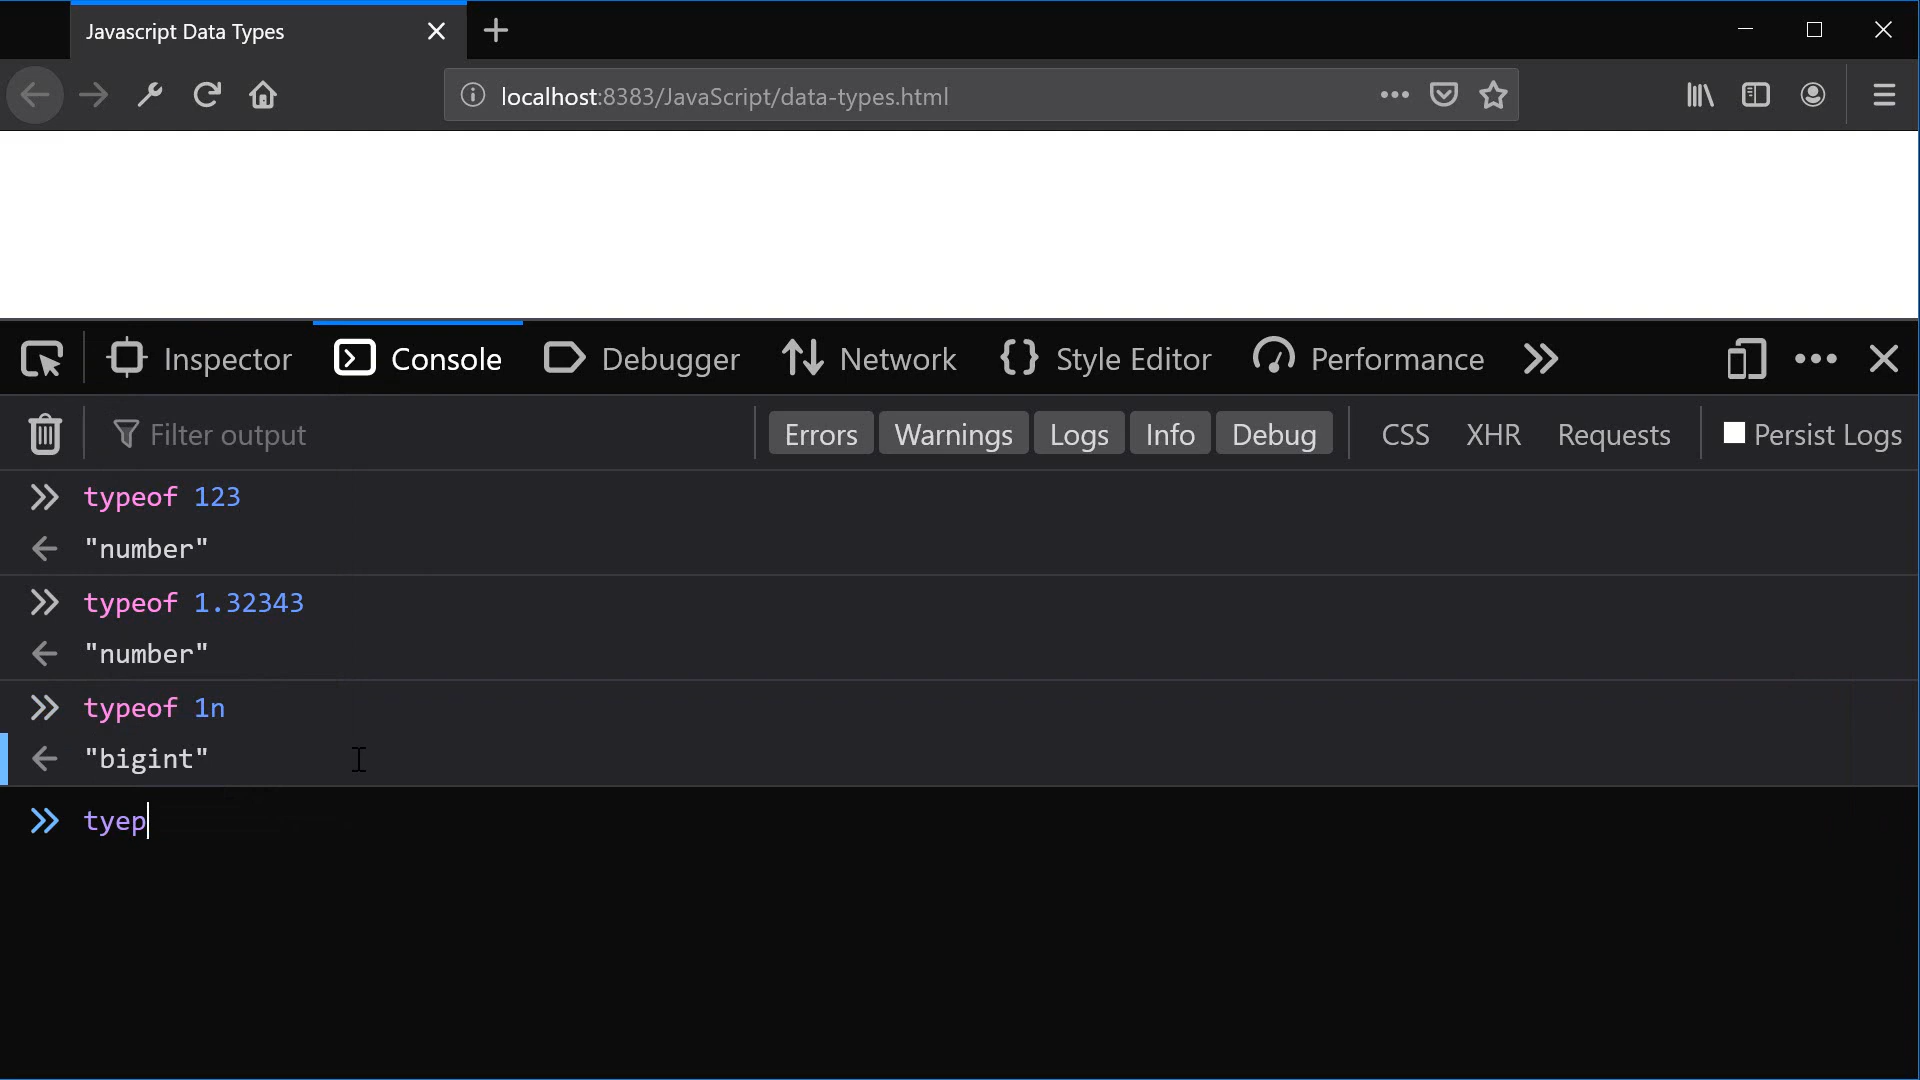 Javascript Data Types
localhost:8383/JavaScript/data-types.html
Inspector Console Debugger Network Style Editor Performance
Filter output Errors Warnings Logs Info Debug CSS XHR Requests Persist Logs
typeof 123
"number"
typeof 1.32343
"number"
typeof 1n
"bigint"
tyep